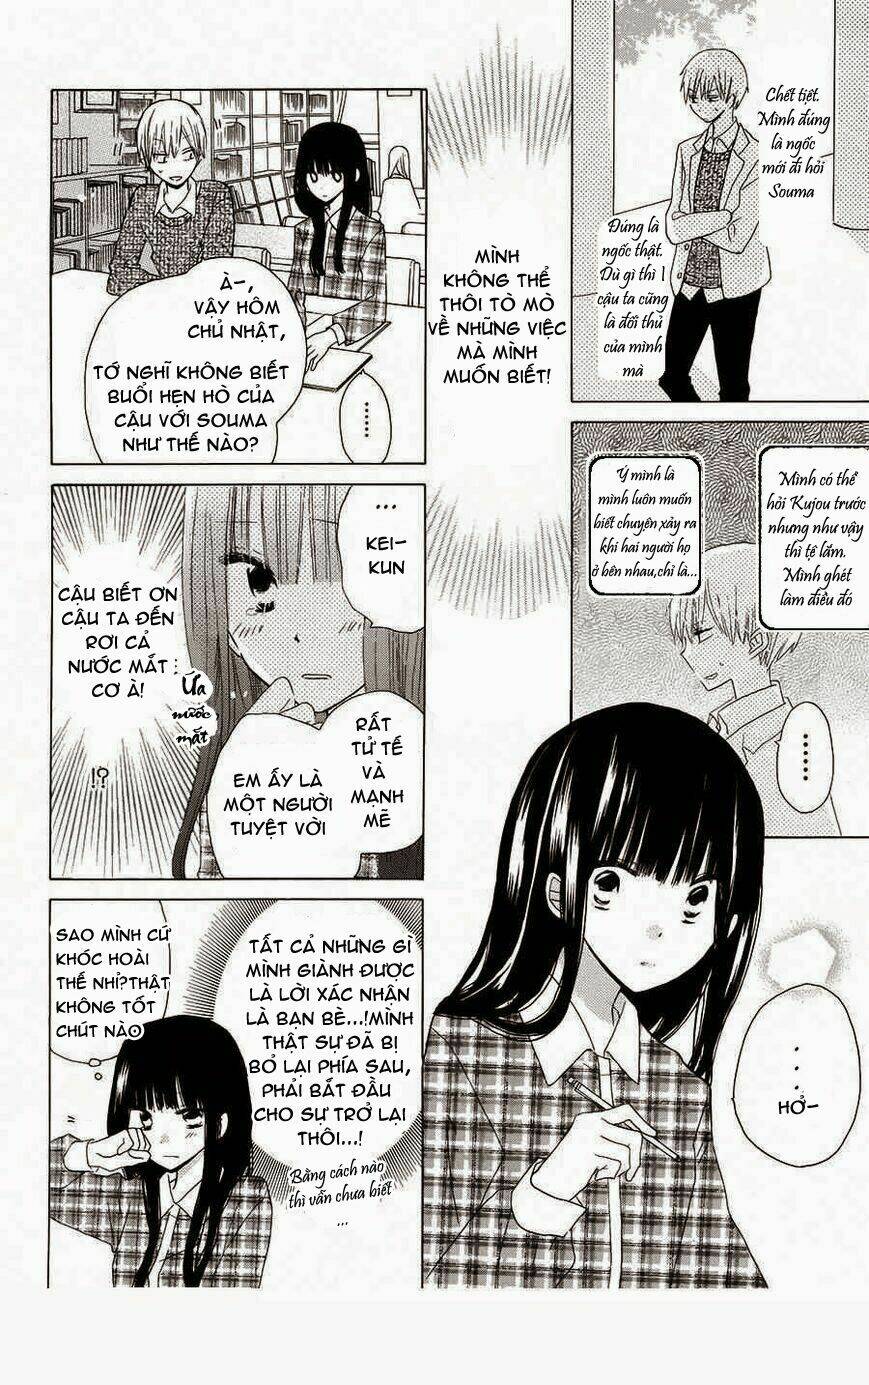 Chết tiệt.
Mình đúng
là ngốc
mới đi hỏi
Souma
Đúng là
ngốc thật.
Dù gì thì
cậu ta cũng
là đối thủ
của mình
mà
Mình có thể
hỏi Kujou trước
nhưng như vậy
thì tệ lắm.
Mình ghét
làm điều đó
Ý mình là
mình luôn muốn
biết chuyện xảy ra
khi hai người họ
ở bên nhau,chỉ là...
MÌNH
KHÔNG THỂ
THÔI TÒ MÒ
VỀ NHỮNG VIỆC
MÀ MÌNH
MUỐN BIẾT!
À-,
VẬY HÔM
CHỦ NHẬT,
TỚ NGHĨ KHÔNG BIẾT
BUỔI HẸN HÒ CỦA
CẬU VỚI SOUMA
NHƯ THẾ NÀO?
......
......
...
HỞ-
...
KEI-
KUN
RẤT
TỬ TẾ
VÀ
MẠNH
MẼ
EM ẤY LÀ
MỘT NGƯỜI
TUYỆT VỜI
Ứa
nước
mắt
CẬU BIẾT ƠN
CẬU TA ĐẾN
RƠI CẢ
NƯỚC MẮT
CƠ À!
!?
TẤT CẢ NHỮNG GÌ
MÌNH GIÀNH ĐƯỢC
LÀ LỜI XÁC NHẬN
LÀ BẠN BÈ...!MÌNH
THẬT SỰ ĐÃ BỊ
BỎ LẠI PHÍA SAU,
PHẢI BẮT ĐẦU
CHO SỰ TRỞ LẠI
THÔI...!
Bằng cách nào
thì vẫn chưa biết
...
SAO MÌNH CỨ
KHÓC HOÀI
THẾ NHỈ?THẬT
KHÔNG TỐT
CHÚT NÀO